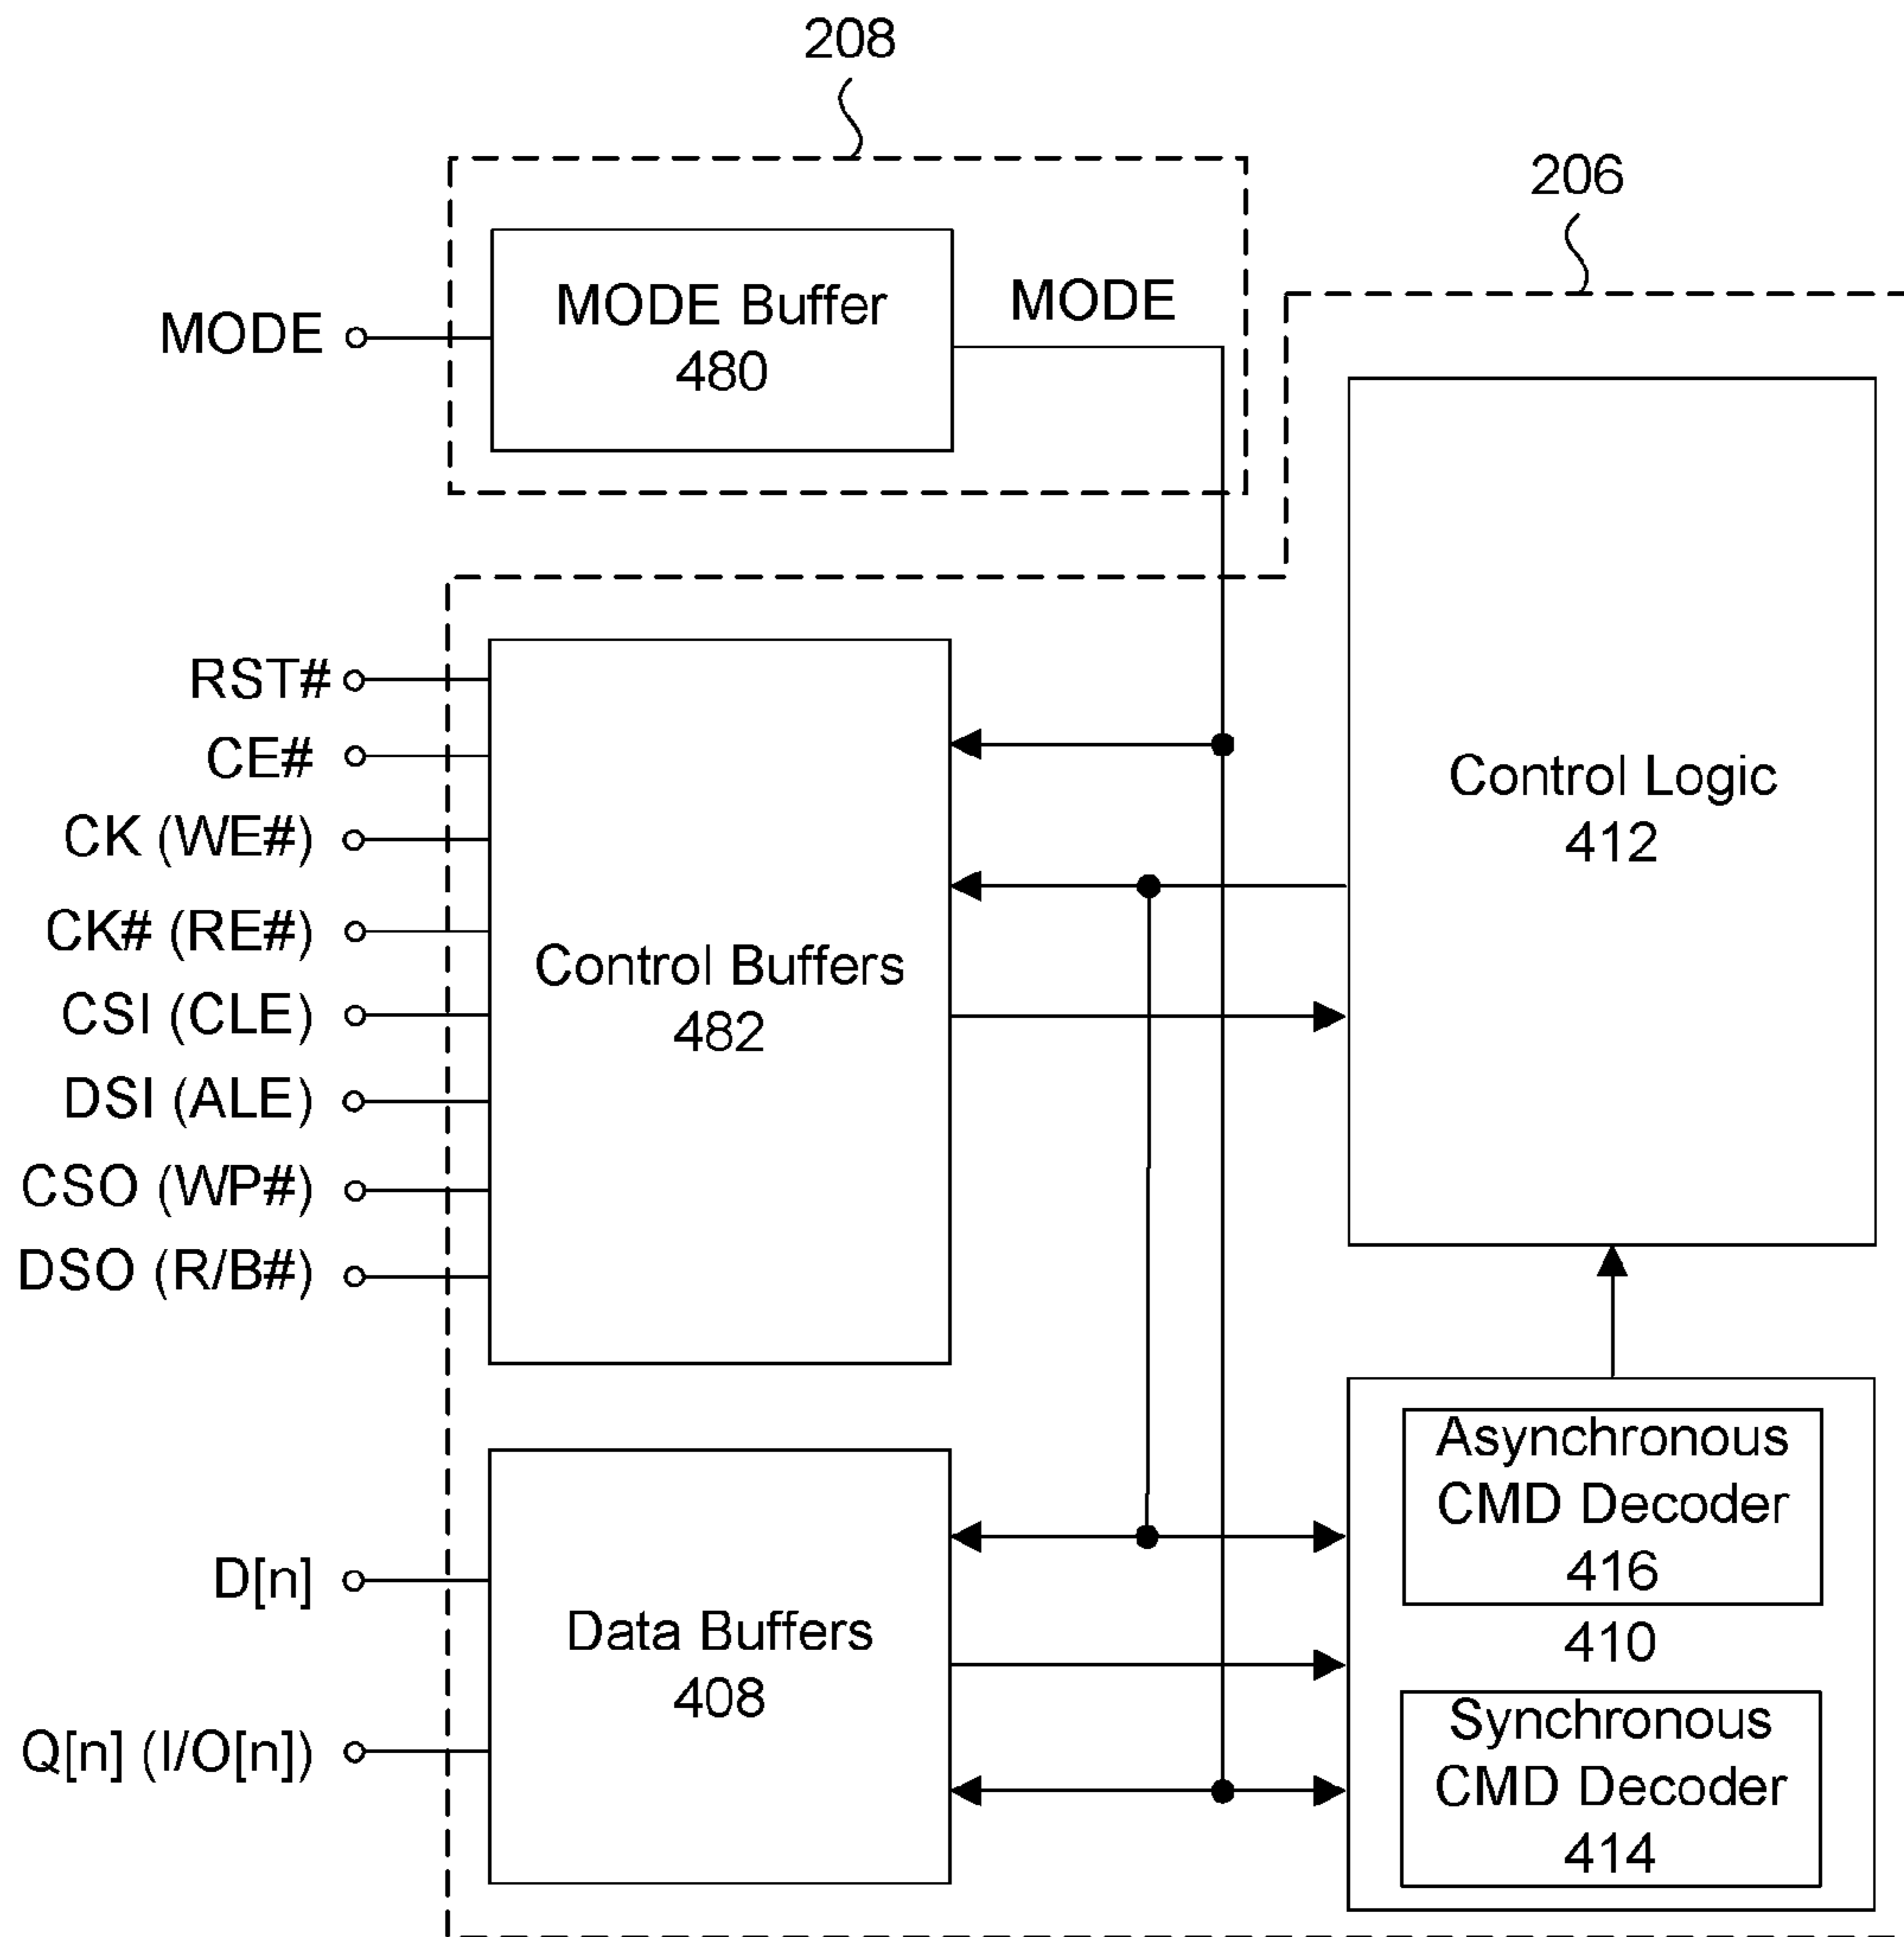 208
206
MODE
MODE Buffer
480
MODE
RST#
CE#
CK (WE#)
CK# (RE#)
CSI (CLE)
DSI (ALE)
CSO (WP#)
DSO (R/B#)
Control Buffers
482
Control Logic
412
D[n]
Q[n] (I/O[n])
Data Buffers
408
Asynchronous
CMD Decoder
416
410
Synchronous
CMD Decoder
414